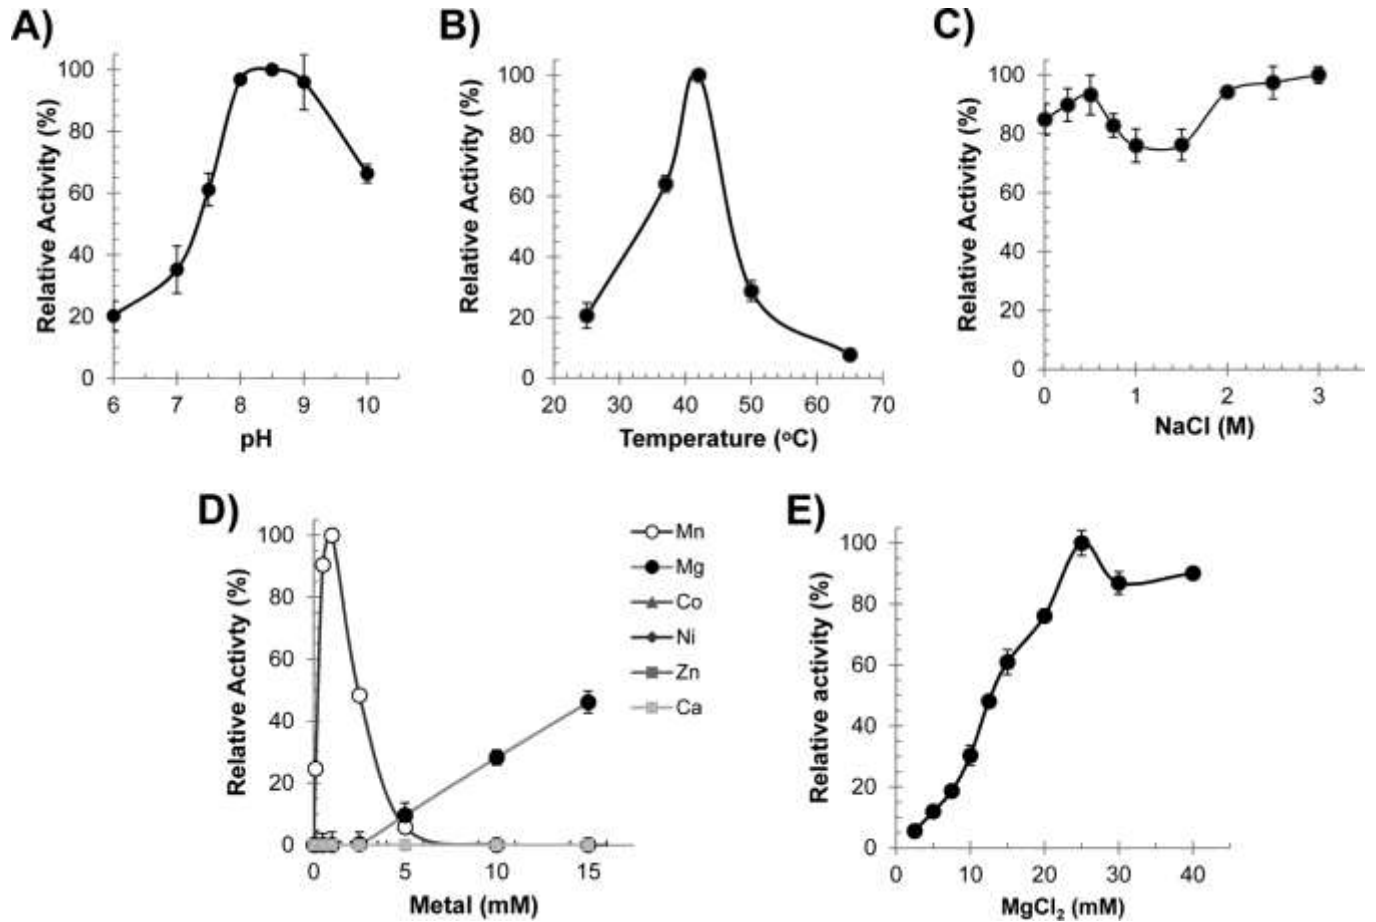 A)
Relative Activity (%)
100
80
60
40
20
0
6 7 8 9 10
pH
B)
Relative Activity (%)
100
80
60
40
20
0
20 30 40 50 60 70
Temperature (oC)
C)
Relative Activity (%)
100
80
60
40
20
0
0 1 2 3
NaCl (M)
D)
Relative Activty (%)
100
80
60
40
20
0
0 5 10 15
Metal (mM)
Mn
Mg
Co
Ni
Zn
Ca
E)
Relative activity (%)
100
80
60
40
20
0
0 10 20 30 40
MgCl2 (mM)